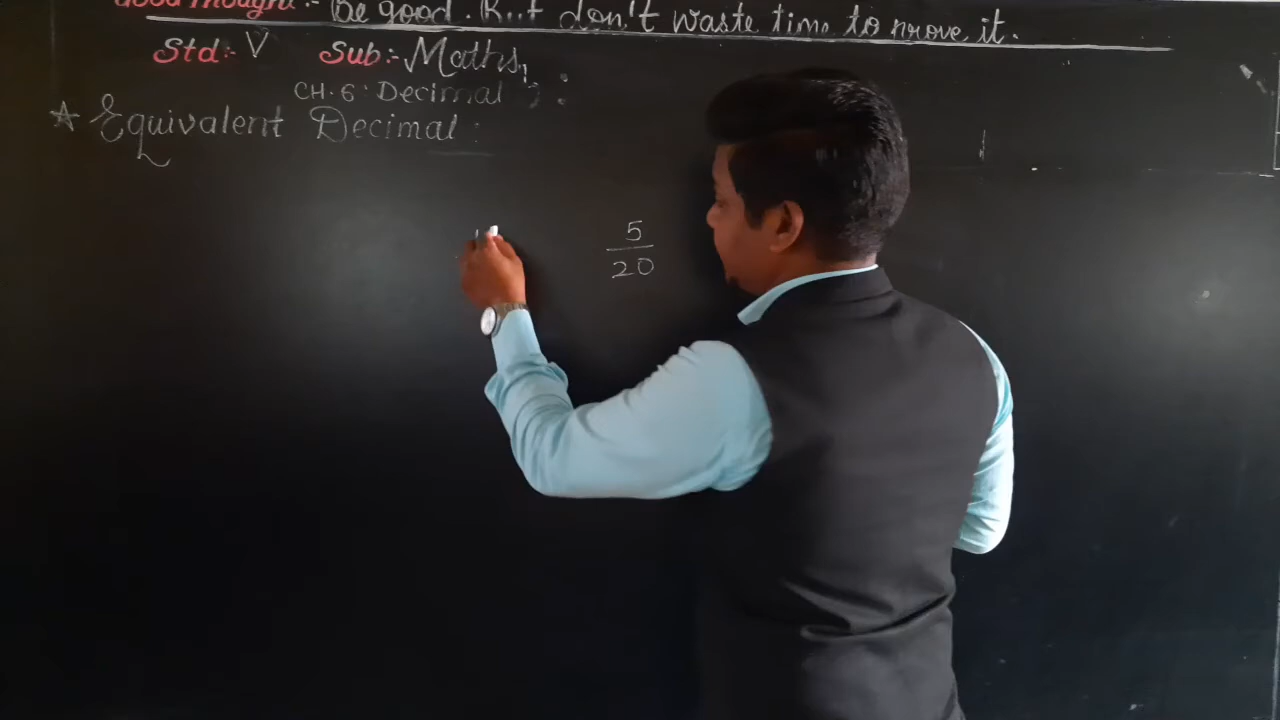 Good Thought :- Be good. But don't waste time to prove it.
Std:- V Sub:- Maths,
CH. 6 : Decimal :
★ Equivalent Decimal :
5
20